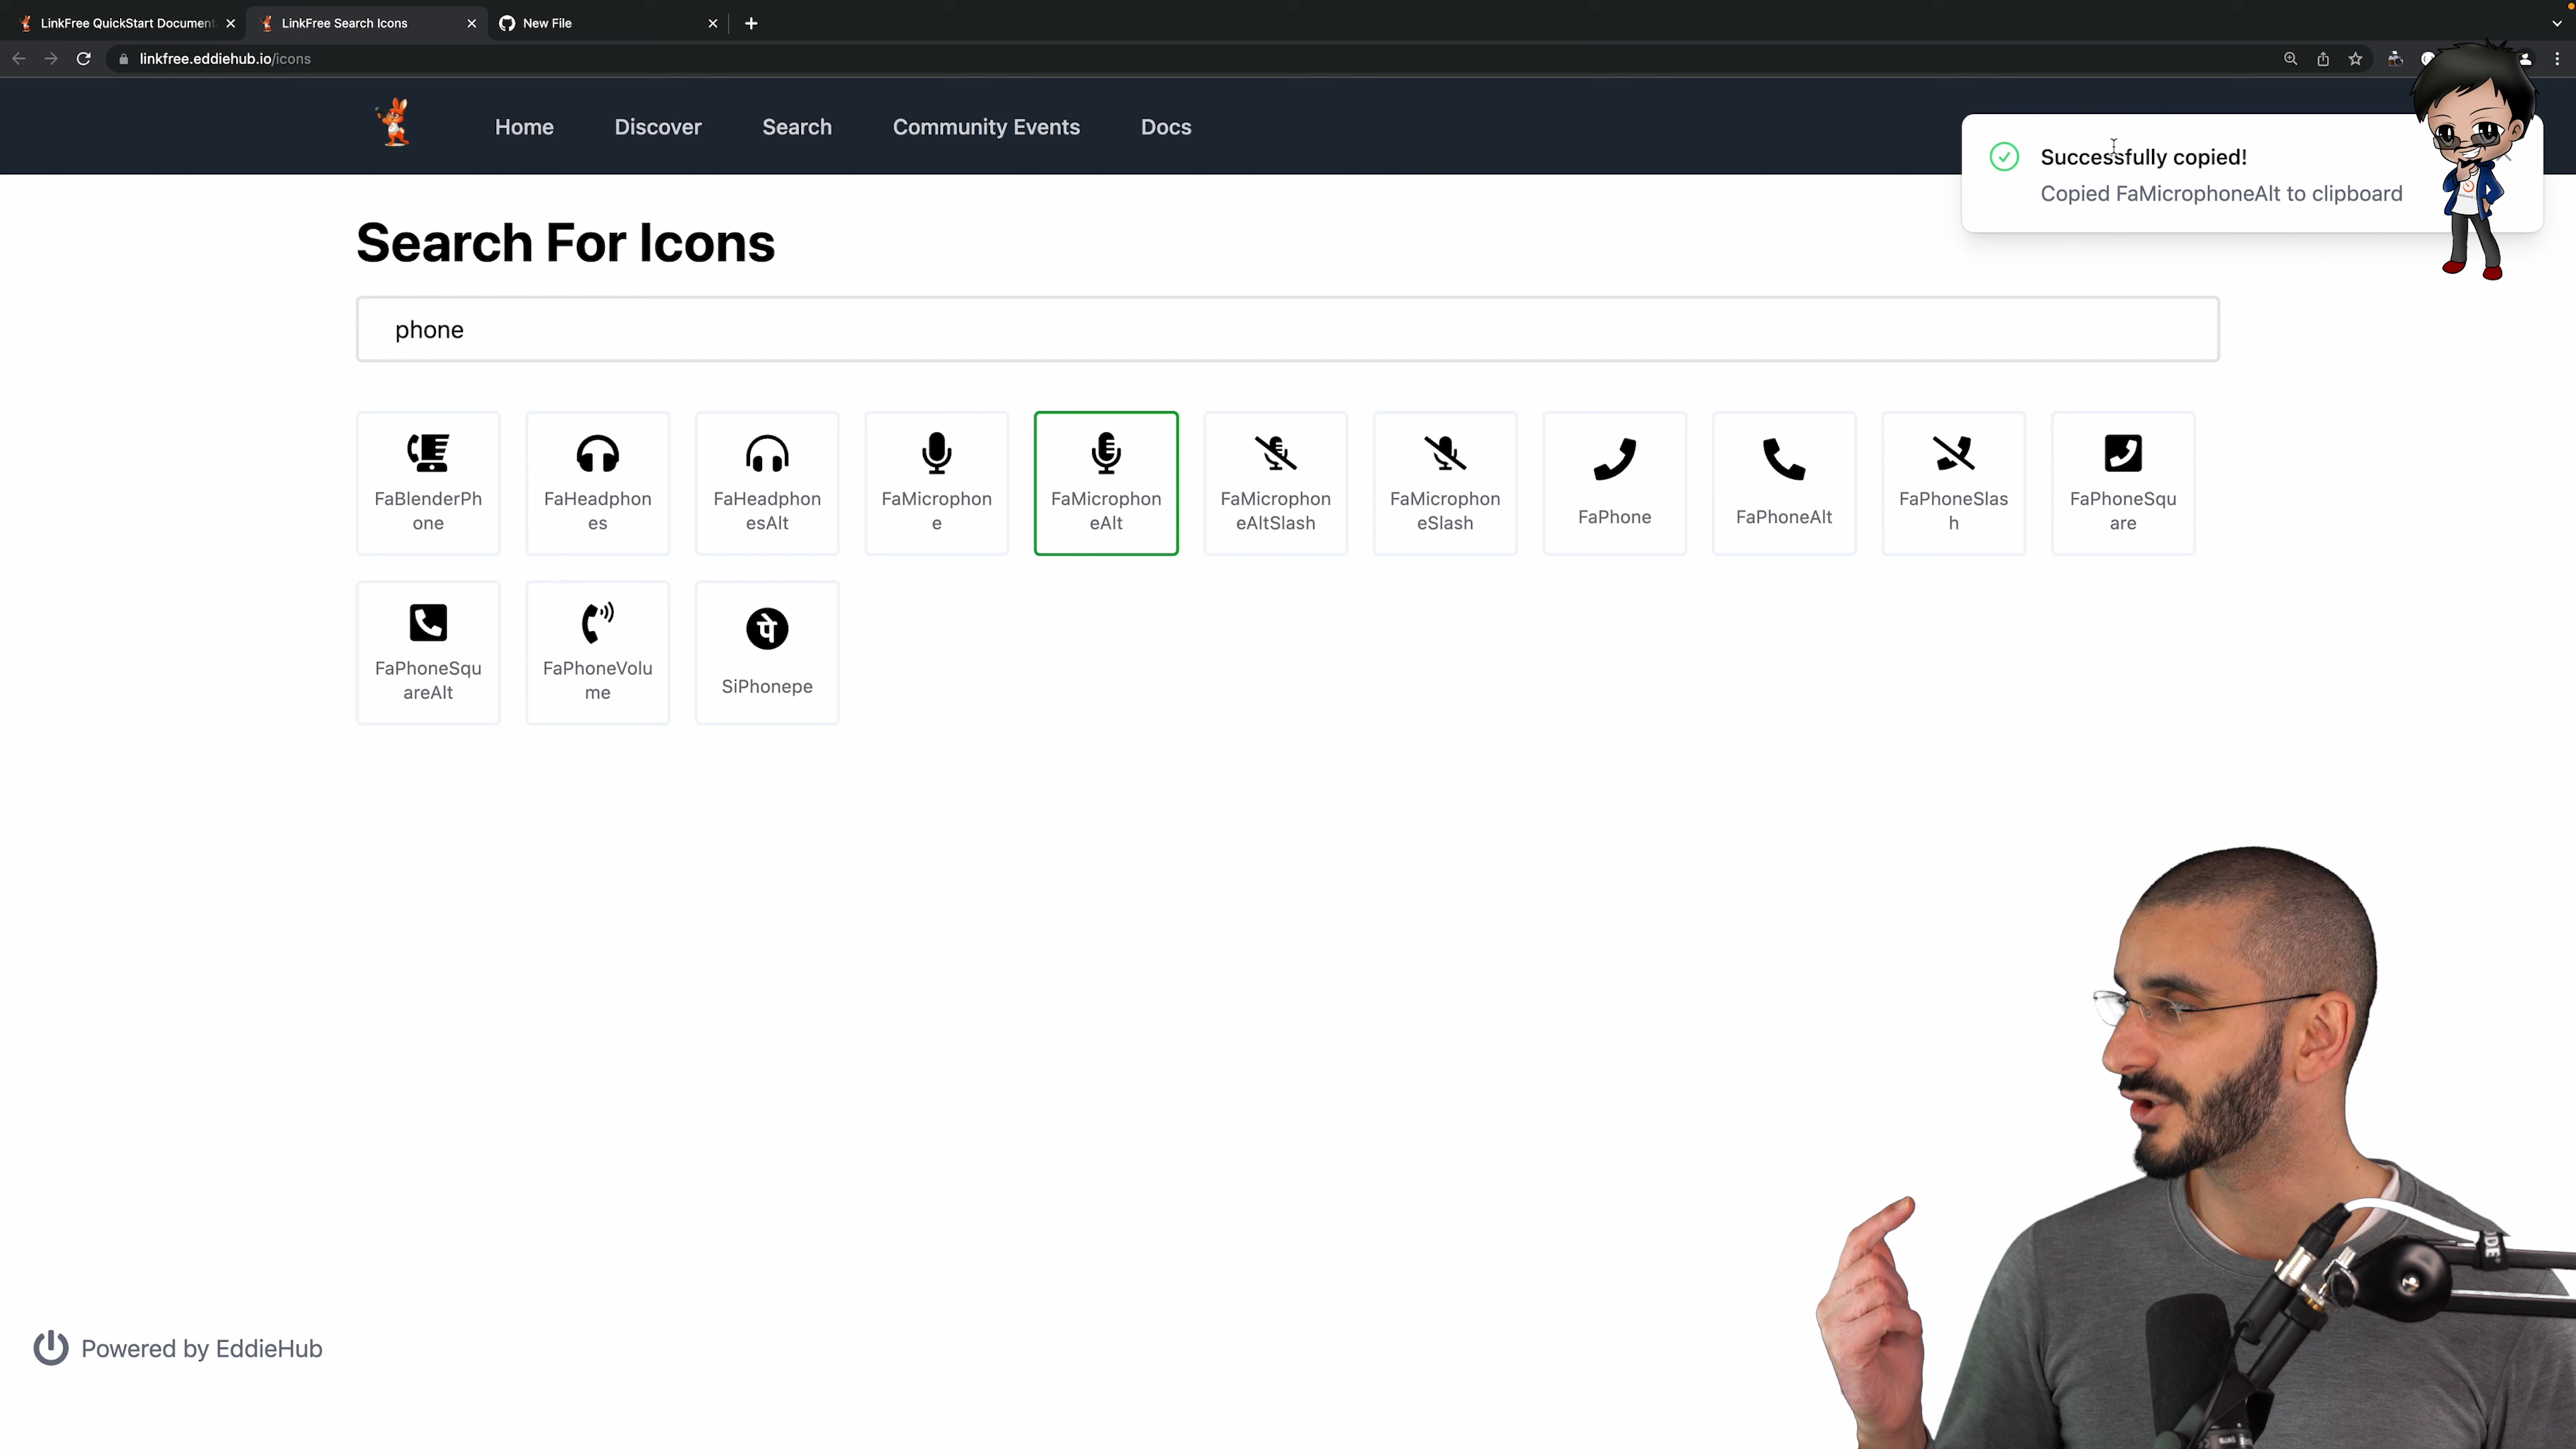 LinkFree QuickStart Document
LinkFree Search Icons
New File
linkfree.eddiehub.io/icons
Home
Discover
Search
Community Events
Docs
Successfully copied!
Copied FaMicrophoneAlt to clipboard
Search For Icons
phone
FaBlenderPh
one
FaHeadphon
es
FaHeadphon
esAlt
FaMicrophon
e
FaMicrophon
eAlt
FaMicrophon
eAltSlash
FaMicrophon
eSlash
FaPhone
FaPhoneAlt
FaPhoneSlas
h
FaPhoneSqu
are
पे
FaPhoneSqu
areAlt
FaPhoneVolu
me
SiPhonepe
Powered by EddieHub